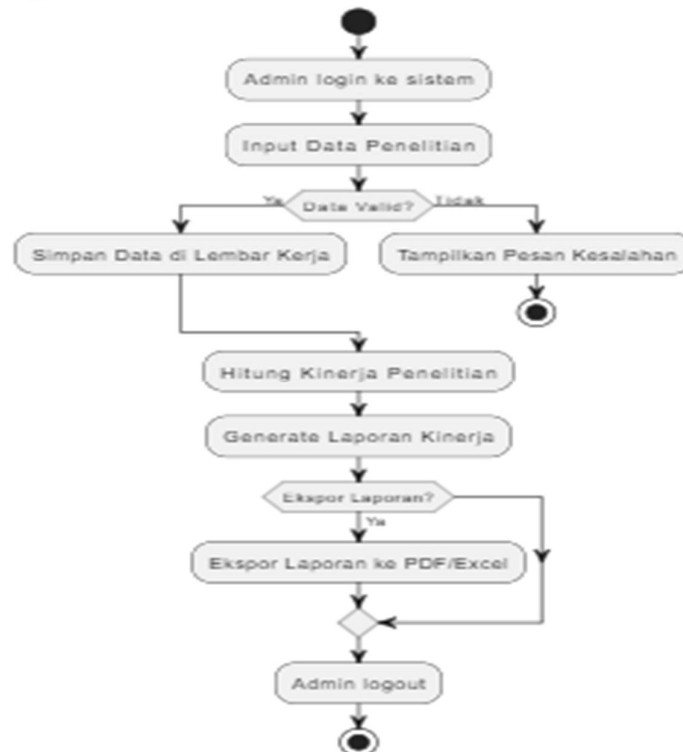 Admin login ke sistem
Input Data Penelitian
Ya
Data Valid?
Tidak
Simpan Data di Lembar Kerja
Tampilkan Pesan Kesalahan
Hitung Kinerja Penelitian
Generate Laporan Kinerja
Ekspor Laporan?
Ya
Ekspor Laporan ke PDF/Excel
Admin logout